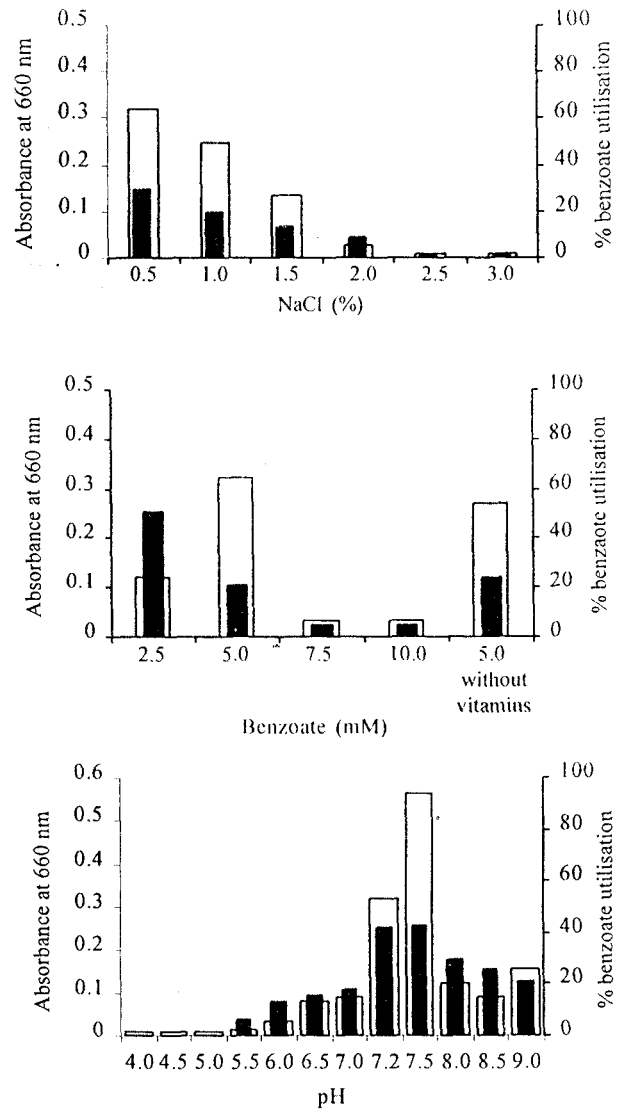 Absorbance at 660 nm
0.5
0.4
0.3
0.2
0.1
0
100
80
60
40
20
0
% benzoate utilisation
0.5 1.0 1.5 2.0 2.5 3.0
NaCl (%)
Absorbance at 660 nm
0.5
0.4
0.3
0.2
0.1
0
100
80
60
40
20
0
% benzaote utilisation
2.5 5.0 7.5 10.0 5.0
without
vitamins
Benzoate (mM)
Absorbance at 660 nm
0.6
0.5
0.4
0.3
0.2
0.1
0
100
80
60
40
20
0
% benzoate utilisation
4.0 4.5 5.0 5.5 6.0 6.5 7.0 7.2 7.5 8.0 8.5 9.0
pH